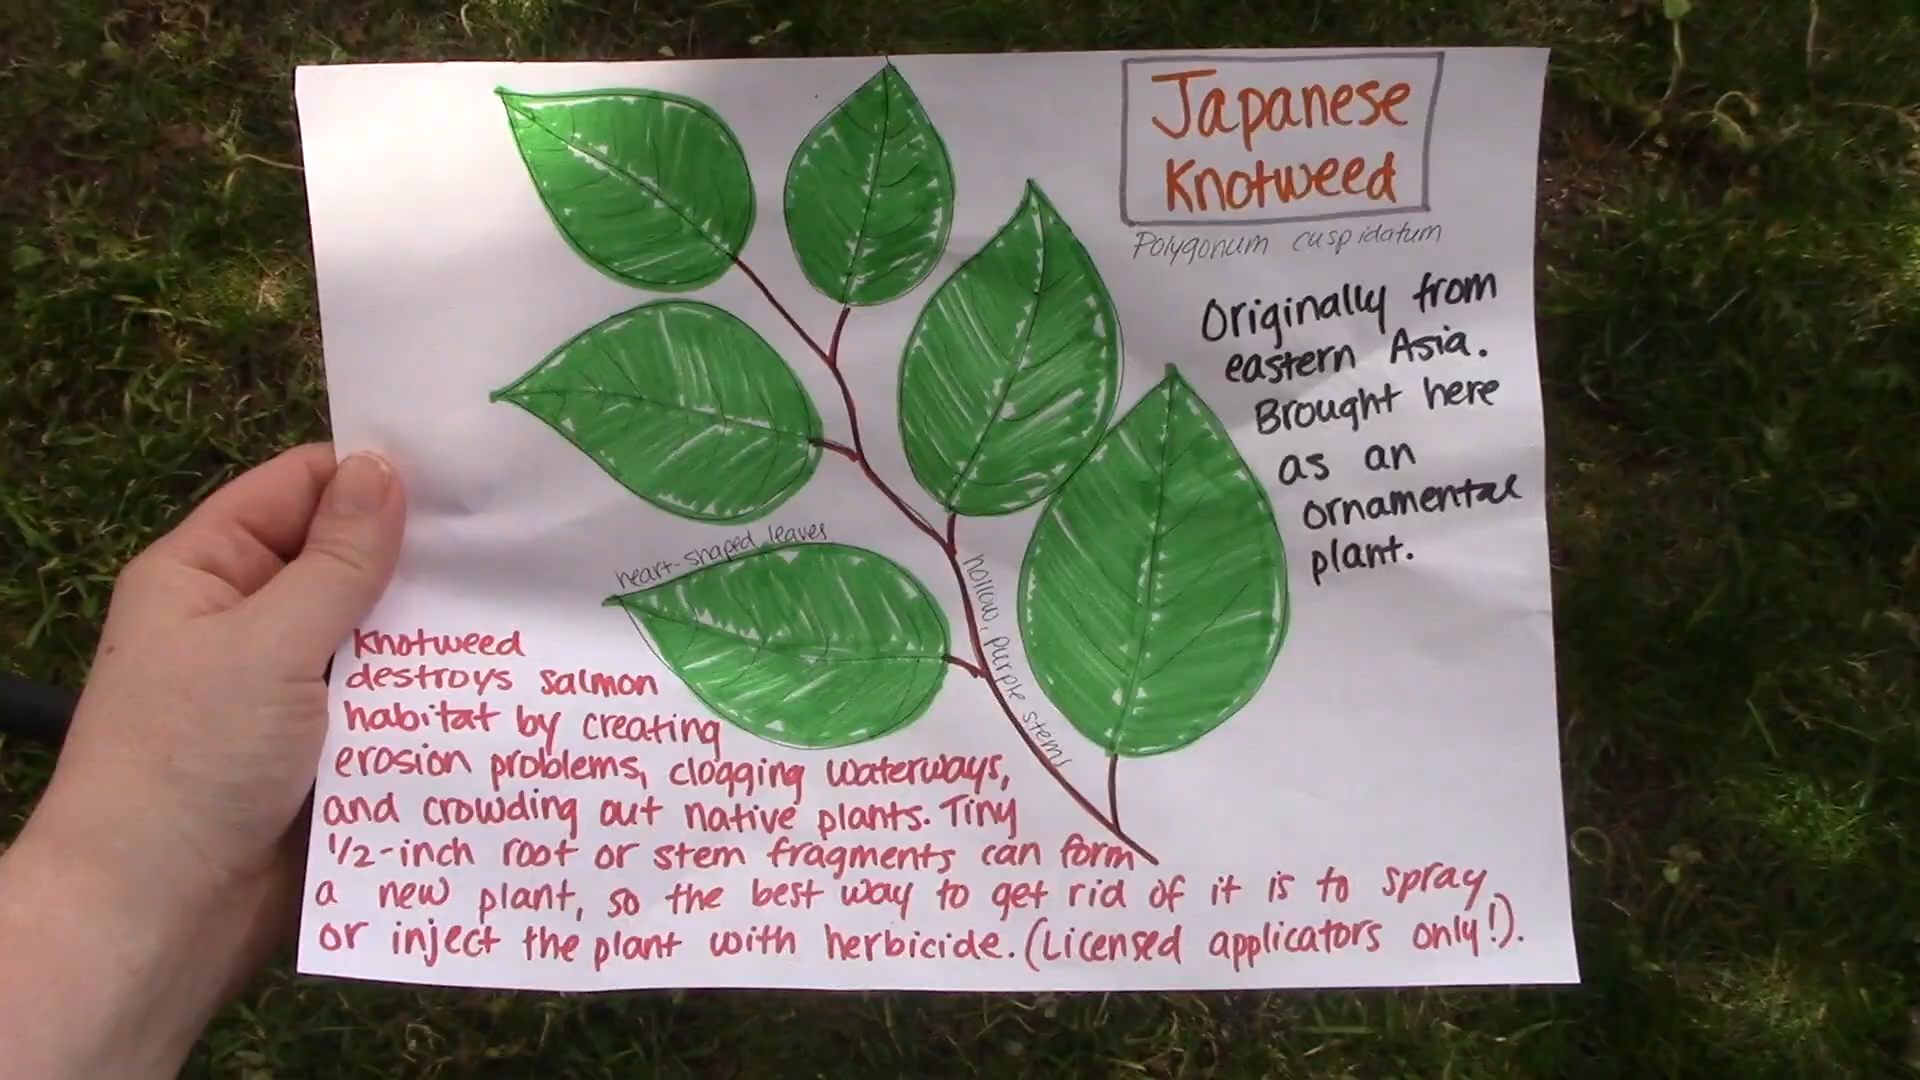 Japanese
Knotweed
Polygonum cuspidatum
Originally from
eastern Asia.
Brought here
as an
ornamental
plant.
heart-shaped leaves
hollow, purple stems
Knotweed
destroys salmon
habitat by creating
erosion problems, clogging waterways,
and crowding out native plants. Tiny
1/2-inch root or stem fragments can form
a new plant, so the best way to get rid of it is to spray
or inject the plant with herbicide. (Licensed applicators only!).